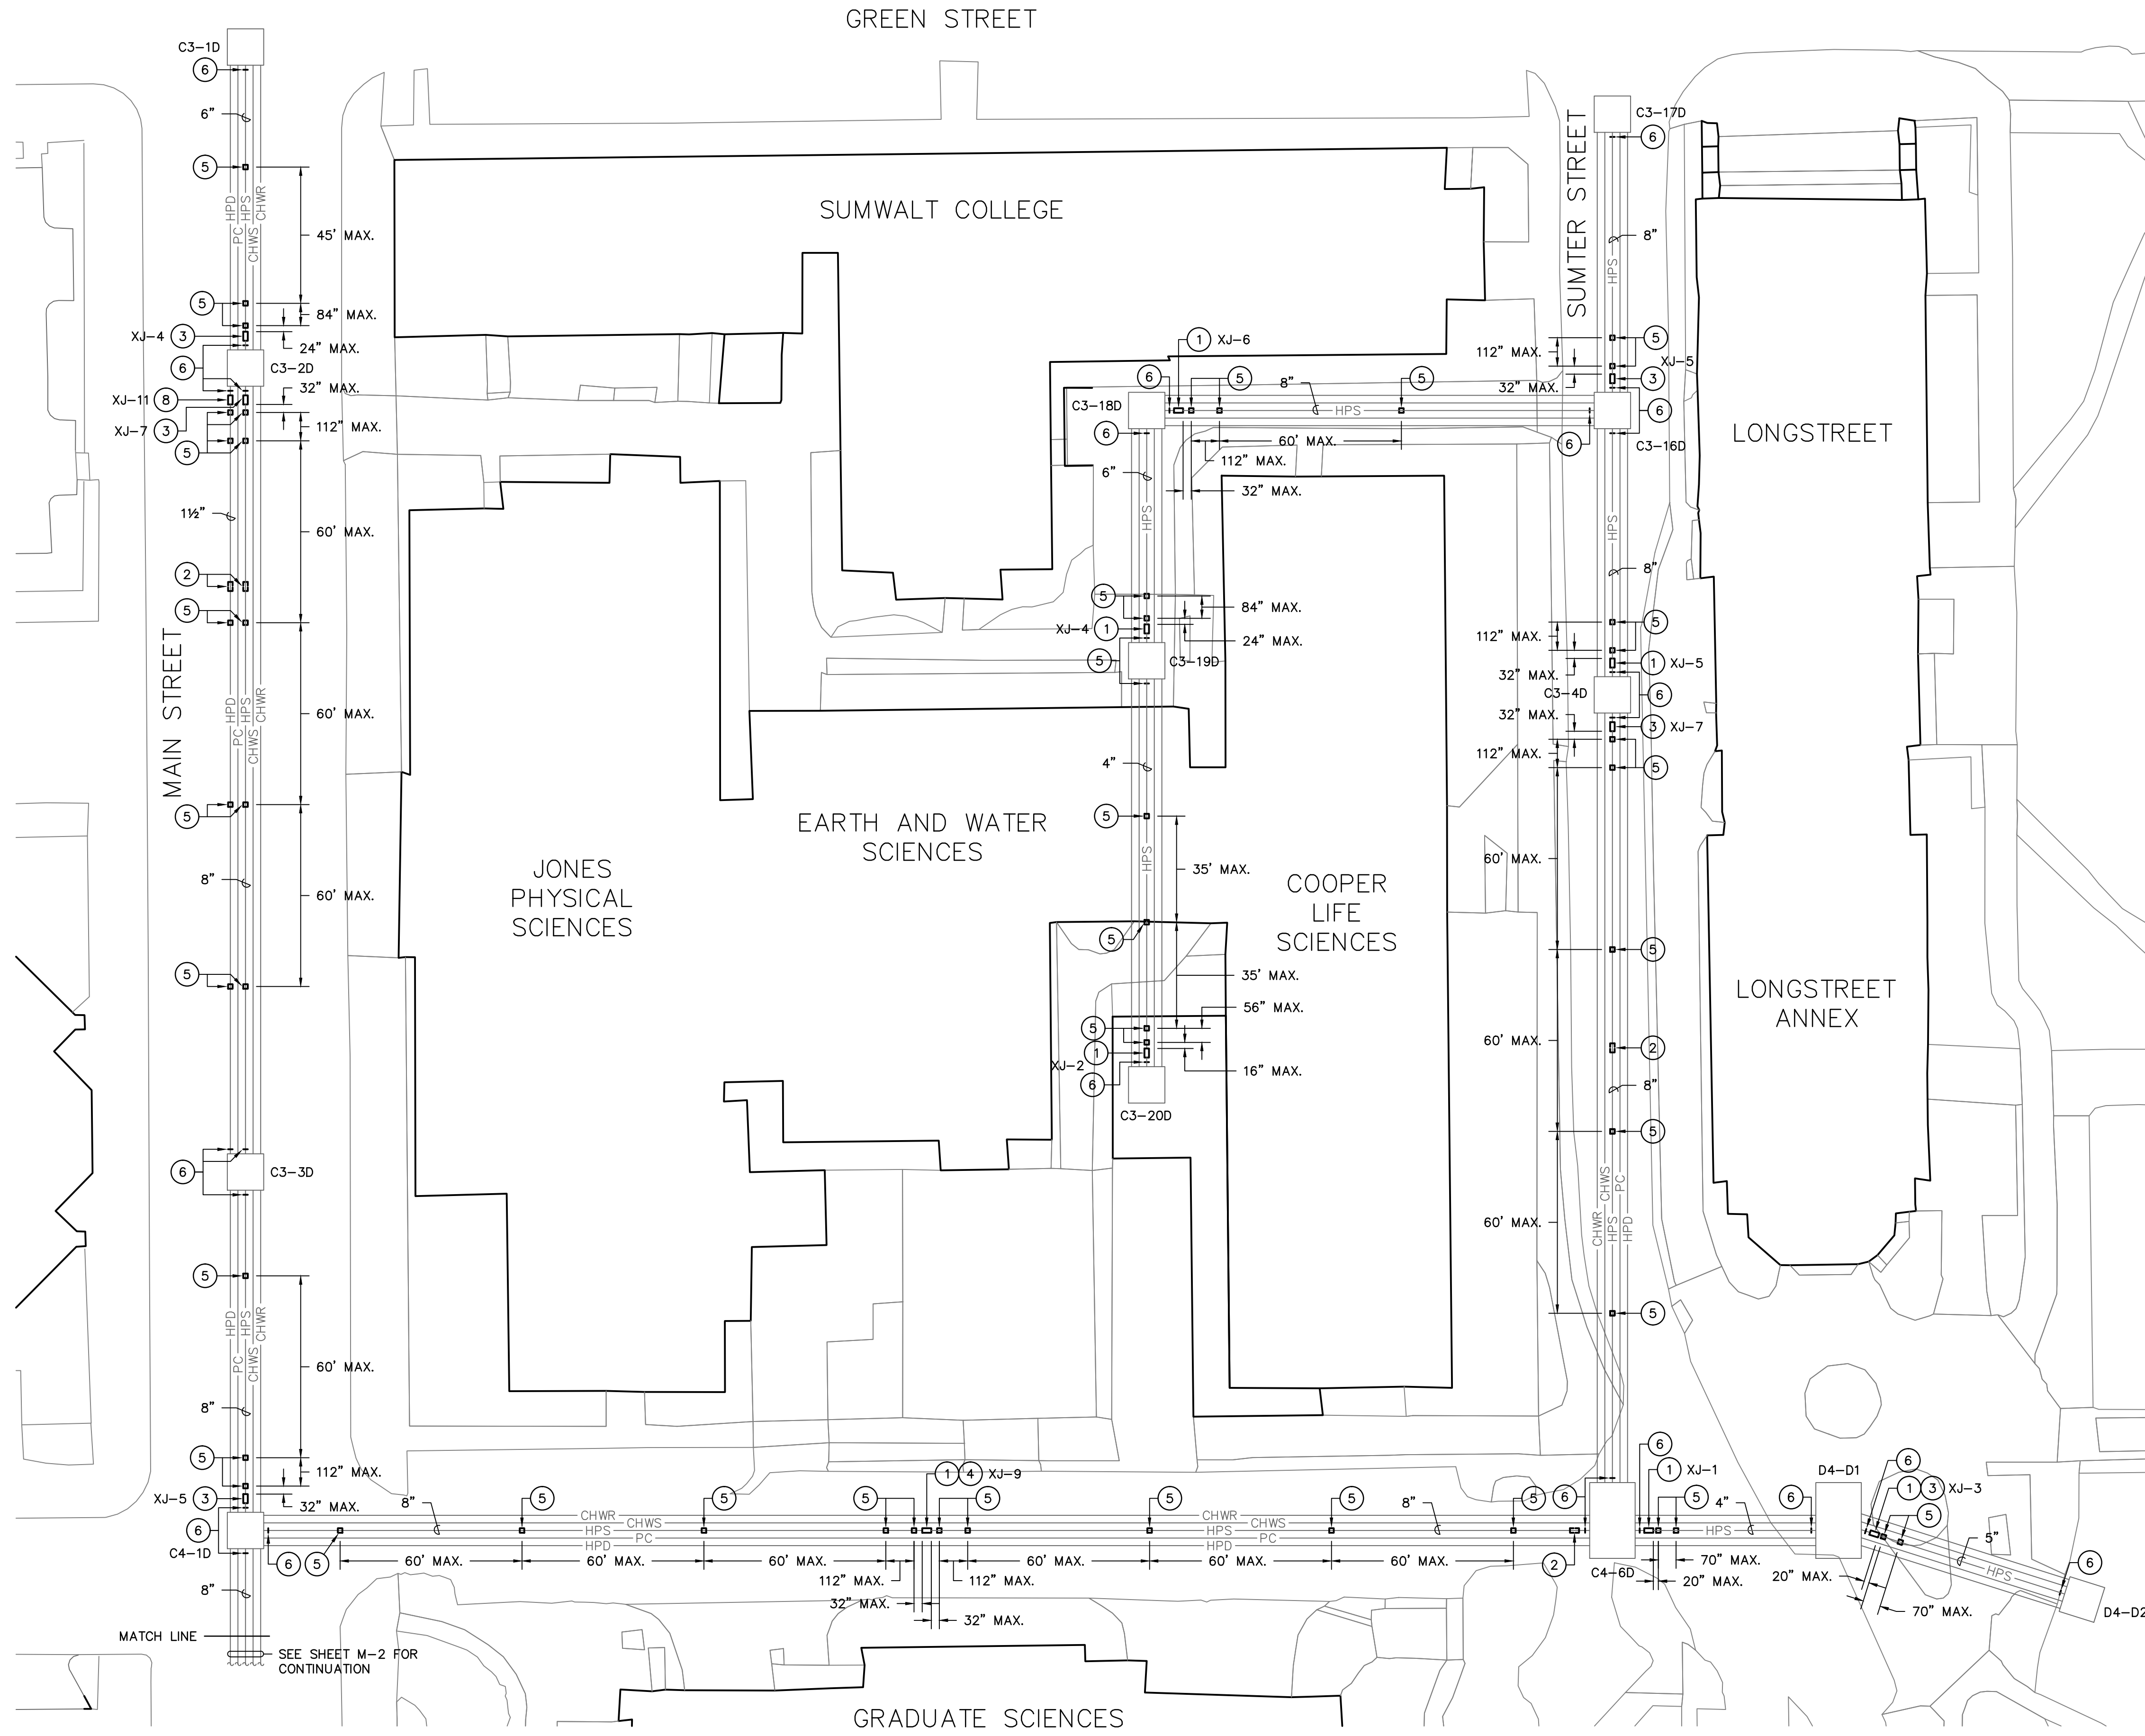 GREEN STREET
C3-1D
6
6"
5
HPD
PC
HPS
CHWS
CHWR
45' MAX.
5
84" MAX.
XJ-4 3
24" MAX.
6
C3-2D
32" MAX.
XJ-11 8
XJ-7 3
112" MAX.
5
1½"
60' MAX.
2
5
MAIN STREET
HPD
PC
HPS
CHWS
CHWR
60' MAX.
5
8"
60' MAX.
5
6
C3-3D
5
HPD
PC
HPS
CHWS
CHWR
60' MAX.
8"
5
112" MAX.
XJ-5 3
32" MAX.
6
C4-1D
8"
MATCH LINE
SEE SHEET M-2 FOR
CONTINUATION
SUMWALT COLLEGE
JONES
PHYSICAL
SCIENCES
EARTH AND WATER
SCIENCES
COOPER
LIFE
SCIENCES
1 XJ-6
6
5
8"
5
C3-18D
HPS
6
60' MAX.
6
112" MAX.
6"
32" MAX.
HPS
5
84" MAX.
XJ-4 1
24" MAX.
5
C3-19D
4"
5
HPS
35' MAX.
5
35' MAX.
56" MAX.
5
1
XJ-2
16" MAX.
6
C3-20D
SUMTER STREET
C3-17D
6
8"
HPS
5
112" MAX.
XJ-5
3
32" MAX.
6
C3-16D
HPS
8"
5
112" MAX.
1 XJ-5
32" MAX.
6
C3-4D
32" MAX.
3 XJ-7
112" MAX.
5
60' MAX.
5
60' MAX.
2
8"
5
CHWR
CHWS
HPS
PC
HPD
60' MAX.
5
LONGSTREET
LONGSTREET
ANNEX
6
5
8"
5
5
5
1 4 XJ-9
5
5
5
8"
5
6
CHWR
CHWS
HPS
PC
HPD
CHWR
CHWS
HPS
PC
HPD
60' MAX.
60' MAX.
60' MAX.
60' MAX.
60' MAX.
60' MAX.
112" MAX.
112" MAX.
32" MAX.
32" MAX.
2
C4-6D
6
1 XJ-1
5
4"
6
HPS
70" MAX.
20" MAX.
D4-D1
6
1 3 XJ-3
5
5"
6
HPS
20" MAX.
70" MAX.
D4-D2
GRADUATE SCIENCES